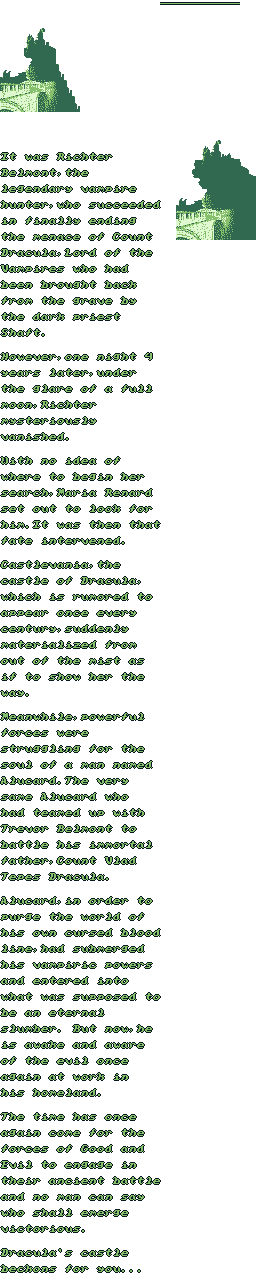 It was Richter
Belmont, the
legendary vampire
hunter, who succeeded
in finally ending
the menace of Count
Dracula, Lord of the
Vampires who had
been brought back
from the grave by
the dark priest
Shaft.
However, one night 4
years later, under
the glare of a full
moon, Richter
mysteriously
vanished.
With no idea of
where to begin her
search, Maria Renard
set out to look for
him. It was then that
fate intervened.
Castlevania, the
castle of Dracula,
which is rumored to
appear once every
century, suddenly
materialized from
out of the mist as
if to show her the
way.
Meanwhile, powerful
forces were
struggling for the
soul of a man named
Alucard. The very
same Alucard who
had teamed up with
Trevor Belmont to
battle his immortal
father, Count Vlad
Tepes Dracula.
Alucard, in order to
purge the world of
his own cursed blood
line, had submerged
his vampiric powers
and entered into
what was supposed to
be an eternal
slumber. But now, he
is awake and aware
of the evil once
again at work in
his homeland.
The time has once
again come for the
forces of Good and
Evil to engage in
their ancient battle
and no man can say
who shall emerge
victorious.
Dracula's castle
beckons for you...